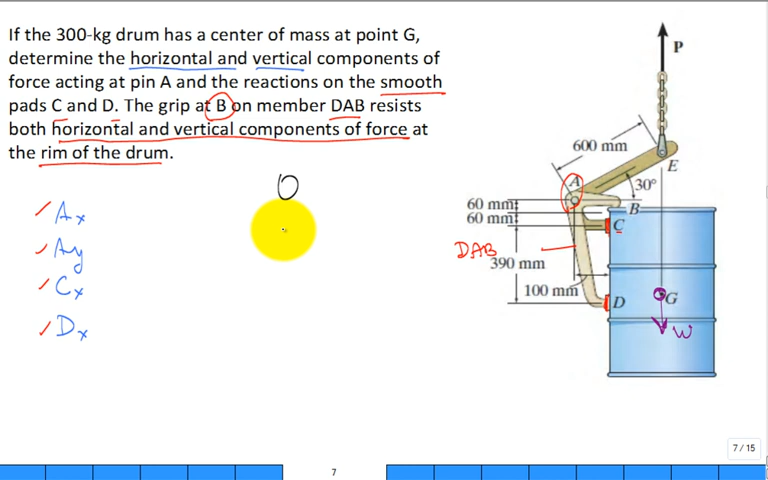 If the 300-kg drum has a center of mass at point G,
determine the horizontal and vertical components of
force acting at pin A and the reactions on the smooth
pads C and D. The grip at B on member DAB resists
both horizontal and vertical components of force at
the rim of the drum.
Ax
Ay
Cx
Dx
P
600 mm
E
A
30°
60 mm
B
60 mm
C
DAB
390 mm
100 mm
D
G
W
7 / 15
7